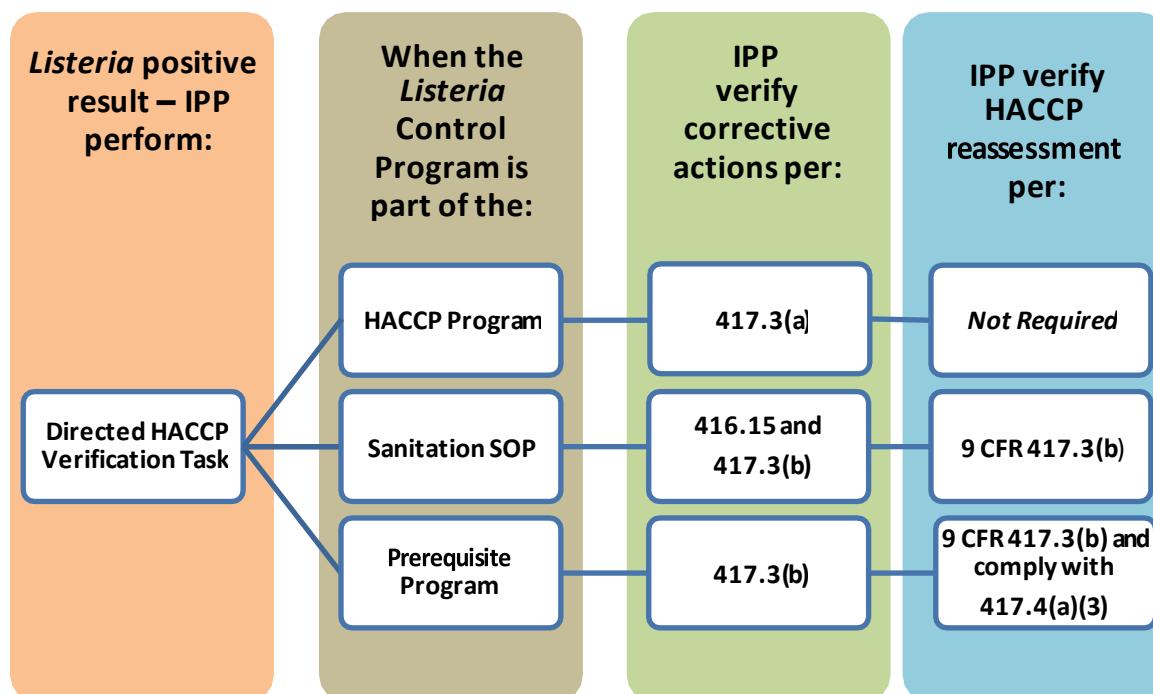 Listeria positive
result – IPP
perform:
When the
Listeria
Control
Program is
part of the:
IPP
verify
corrective
actions per:
IPP verify
HACCP
reassessment
per:
Directed HACCP
Verification Task
HACCP Program
417.3(a)
Not Required
Sanitation SOP
416.15 and
417.3(b)
9 CFR 417.3(b)
Prerequisite
Program
417.3(b)
9 CFR 417.3(b) and
comply with
417.4(a)(3)